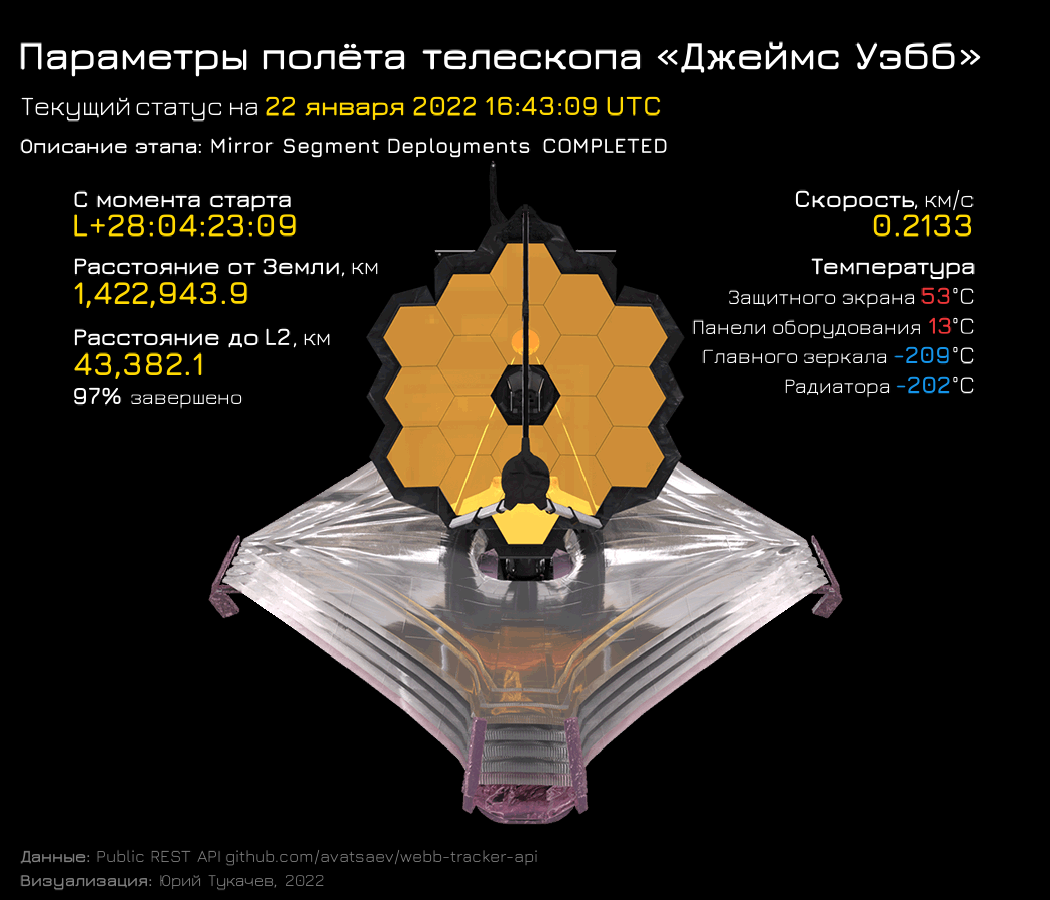 Параметры полёта телескопа «Джеймс Уэбб»
Текущий статус на 22 января 2022 16:43:09 UTC
Описание этапа: Mirror Segment Deployments COMPLETED
С момента старта
L+28:04:23:09
Расстояние от Земли, км
1,422,943.9
Расстояние до L2, км
43,382.1
97% завершено
Скорость, км/с
0.2133
Температура
Защитного экрана 53°C
Панели оборудования 13°C
Главного зеркала -209°C
Радиатора -202°C
Данные: Public REST API github.com/avatsaev/webb-tracker-api
Визуализация: Юрий Тукачев, 2022